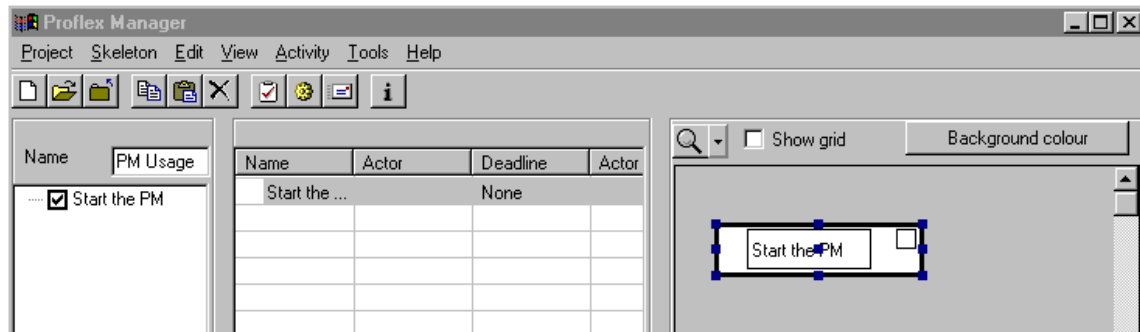 Proflex Manager
Project Skeleton Edit View Activity Tools Help
i
Name PM Usage
Start the PM
Name Actor Deadline Actor
Start the ... None
Show grid Background colour
Start the PM